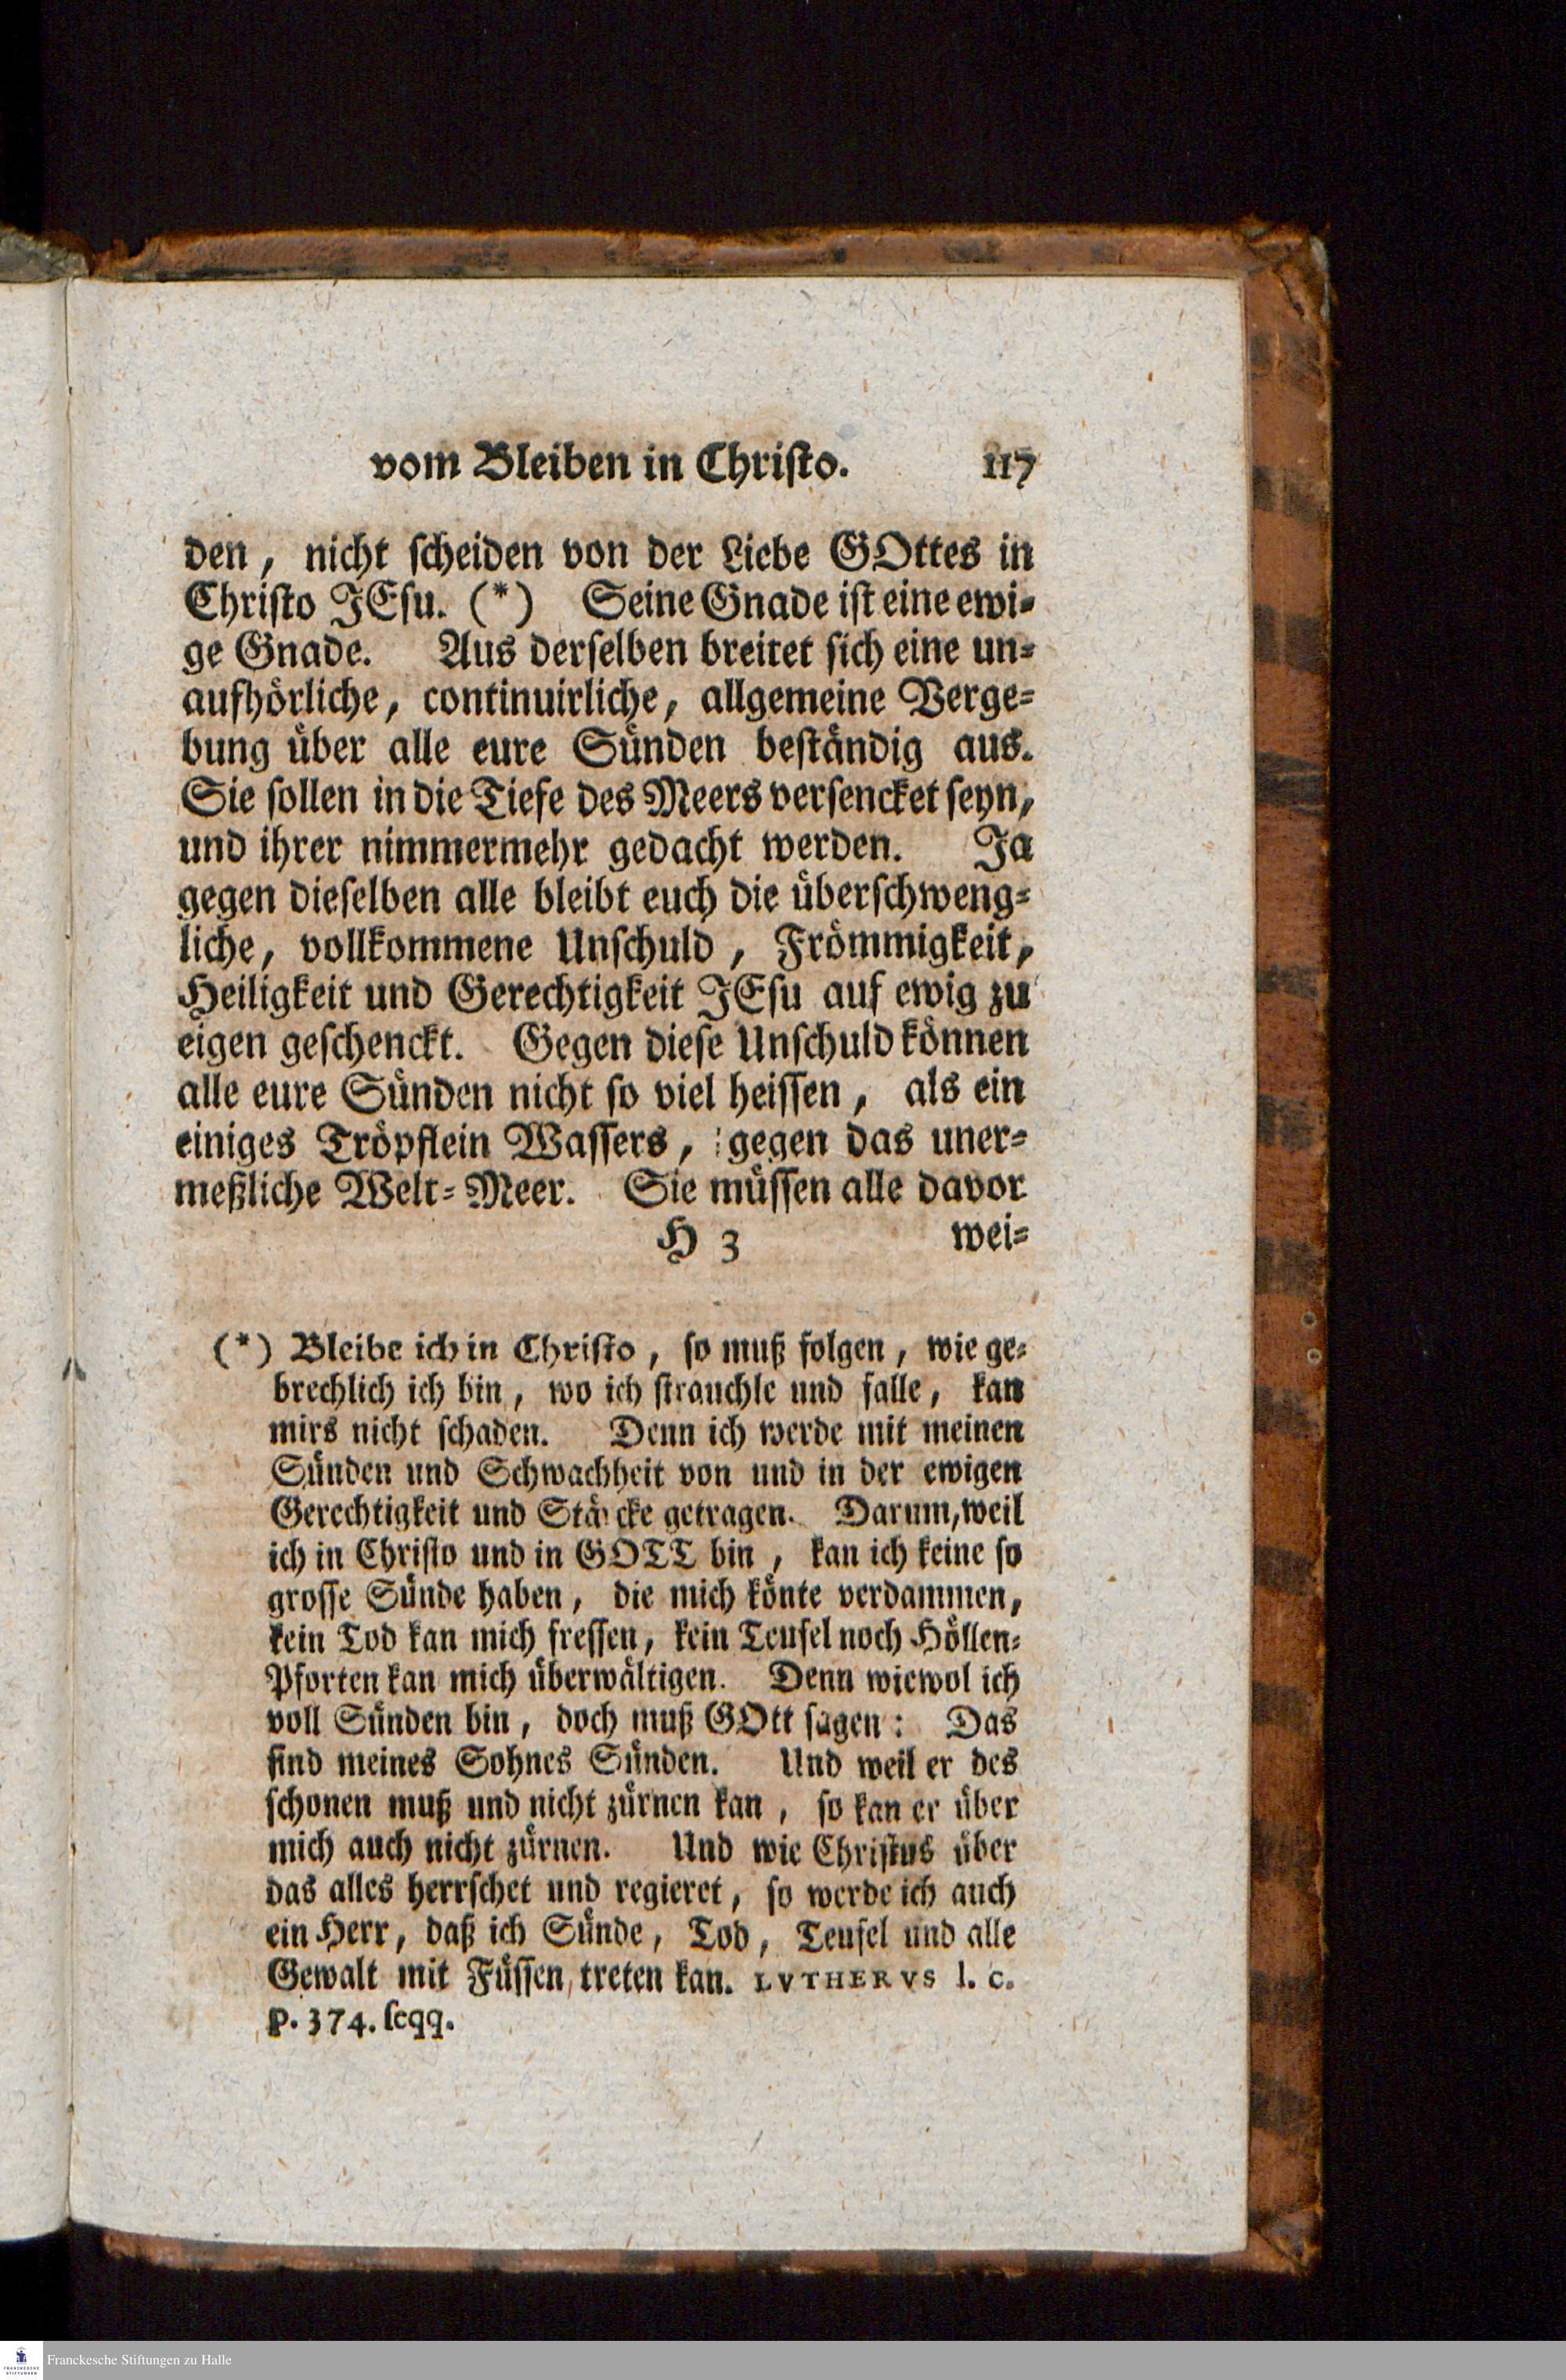 vom Bleiben in Christo. 117
den, nicht scheiden von der Liebe GOttes in
Christo JEsu. (*) Seine Gnade ist eine ewi-
ge Gnade. Aus derselben breitet sich eine un-
aufhörliche, continuirliche, allgemeine Verge-
bung über alle eure Sünden beständig aus.
Sie sollen in die Tiefe des Meers versencket seyn,
und ihrer nimmermehr gedacht werden. Ja
gegen dieselben alle bleibt euch die überschweng-
liche, vollkommene Unschuld, Frömmigkeit,
Heiligkeit und Gerechtigkeit JEsu auf ewig zu
eigen geschenckt. Gegen diese Unschuld können
alle eure Sünden nicht so viel heissen, als ein
einiges Tröpflein Wassers, gegen das uner-
meßliche Welt-Meer. Sie müssen alle davor
H 3 wei-
(*) Bleibe ich in Christo, so muß folgen, wie ge-
brechlich ich bin, wo ich strauchle und falle, kan
mirs nicht schaden. Denn ich werde mit meinen
Sünden und Schwachheit von und in der ewigen
Gerechtigkeit und Stärcke getragen. Darum, weil
ich in Christo und in GOTT bin, kan ich keine so
grosse Sünde haben, die mich könte verdammen,
kein Tod kan mich fressen, kein Teufel noch Höllen-
Pforten kan mich überwältigen. Denn wiewol ich
voll Sünden bin, doch muß GOtt sagen: Das
sind meines Sohnes Sünden. Und weil er des
schonen muß und nicht zürnen kan, so kan er über
mich auch nicht zürnen. Und wie Christus über
das alles herrschet und regieret, so werde ich auch
ein Herr, daß ich Sünde, Tod, Teufel und alle
Gewalt mit Füssen treten kan. LVTHERVS l. c.
p. 374. seqq.
FRANCKESCHE STIFTUNGEN
Franckesche Stiftungen zu Halle